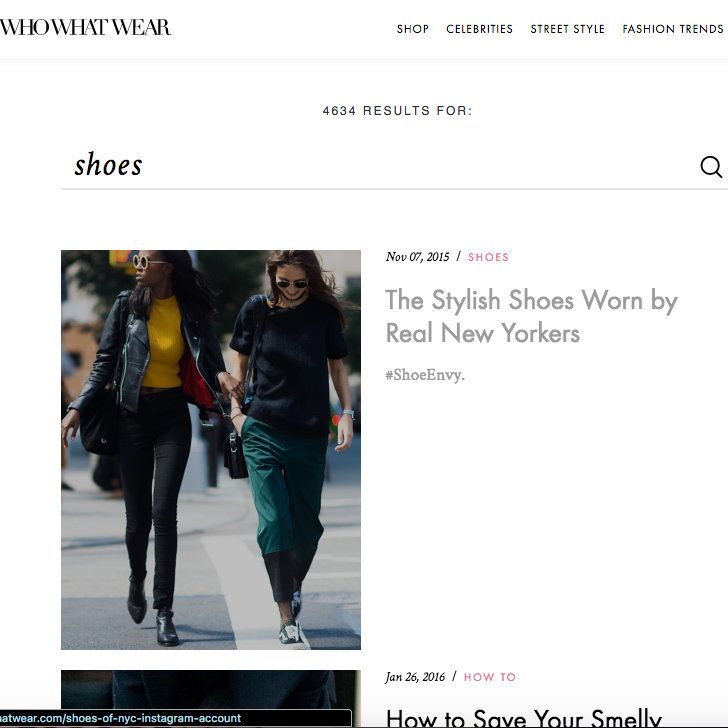 WHO WHAT WEAR
SHOP CELEBRITIES STREET STYLE FASHION TRENDS
4634 RESULTS FOR:
shoes
Nov 07, 2015 / SHOES
The Stylish Shoes Worn by
Real New Yorkers
#ShoeEnvy.
Jan 26, 2016 / HOW TO
How to Save Your Smelly
hatwear.com/shoes-of-nyc-instagram-account